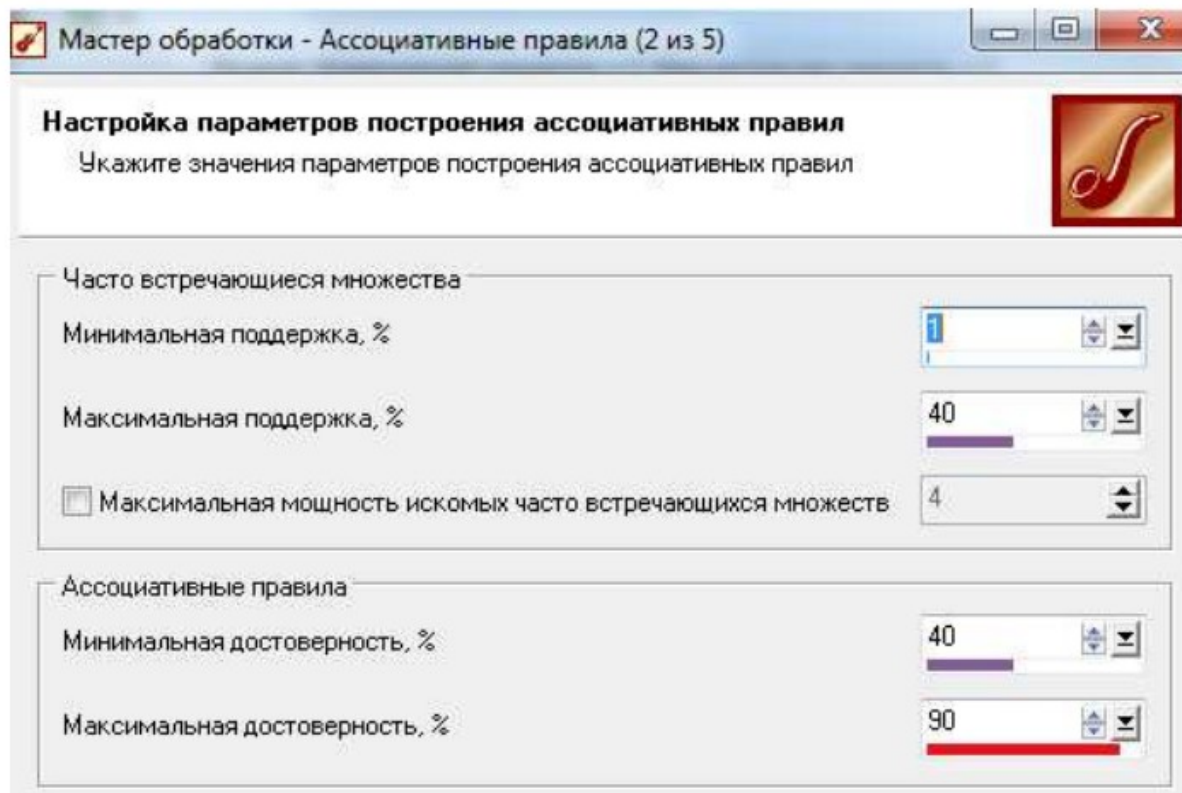 Мастер обработки - Ассоциативные правила (2 из 5)
Настройка параметров построения ассоциативных правил
Укажите значения параметров построения ассоциативных правил
Часто встречающиеся множества
Минимальная поддержка, % 1
Максимальная поддержка, % 40
Максимальная мощность искомых часто встречающихся множеств 4
Ассоциативные правила
Минимальная достоверность, % 40
Максимальная достоверность, % 90